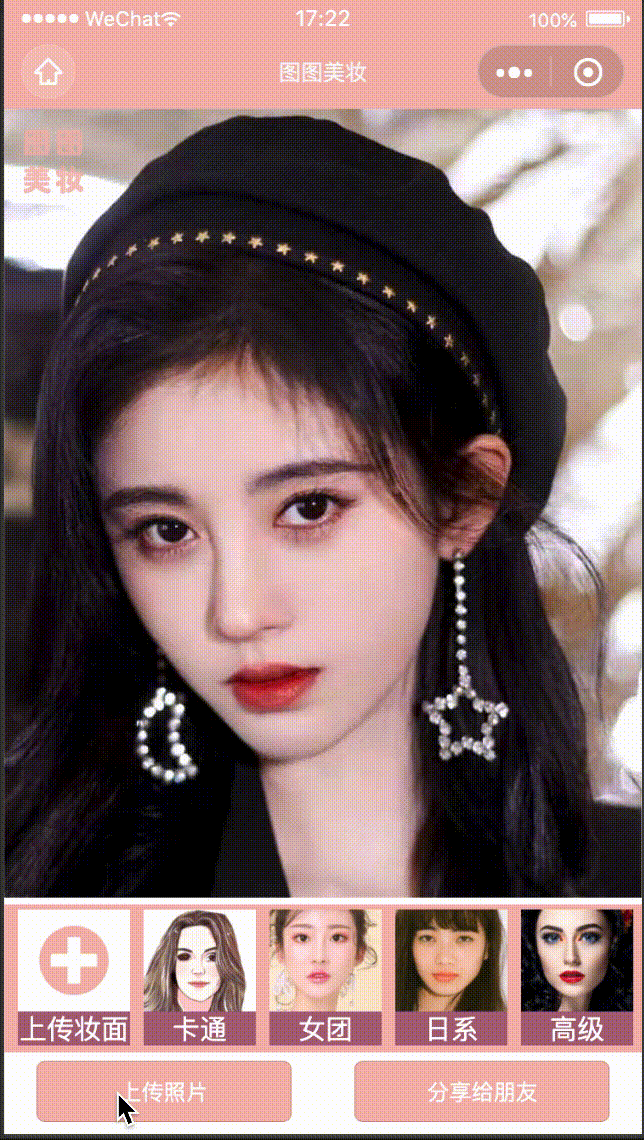 WeChat 17:22 100%
图图美妆
图图
美妆
上传妆面 卡通 女团 日系 高级
上传照片 分享给朋友